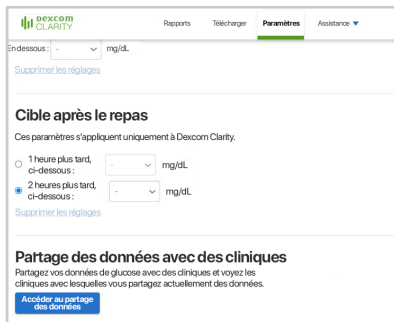 Dexcom CLARITY Rapports Télécharger Paramètres Assistance
En dessous : - mg/dL
Supprimer les réglages
Cible après le repas
Ces paramètres s'appliquent uniquement à Dexcom Clarity.
1 heure plus tard,
ci-dessous : - mg/dL
2 heures plus tard,
ci-dessous : - mg/dL
Supprimer les réglages
Partage des données avec des cliniques
Partagez vos données de glucose avec des cliniques et voyez les
cliniques avec lesquelles vous partagez actuellement des données.
Accéder au partage
des données